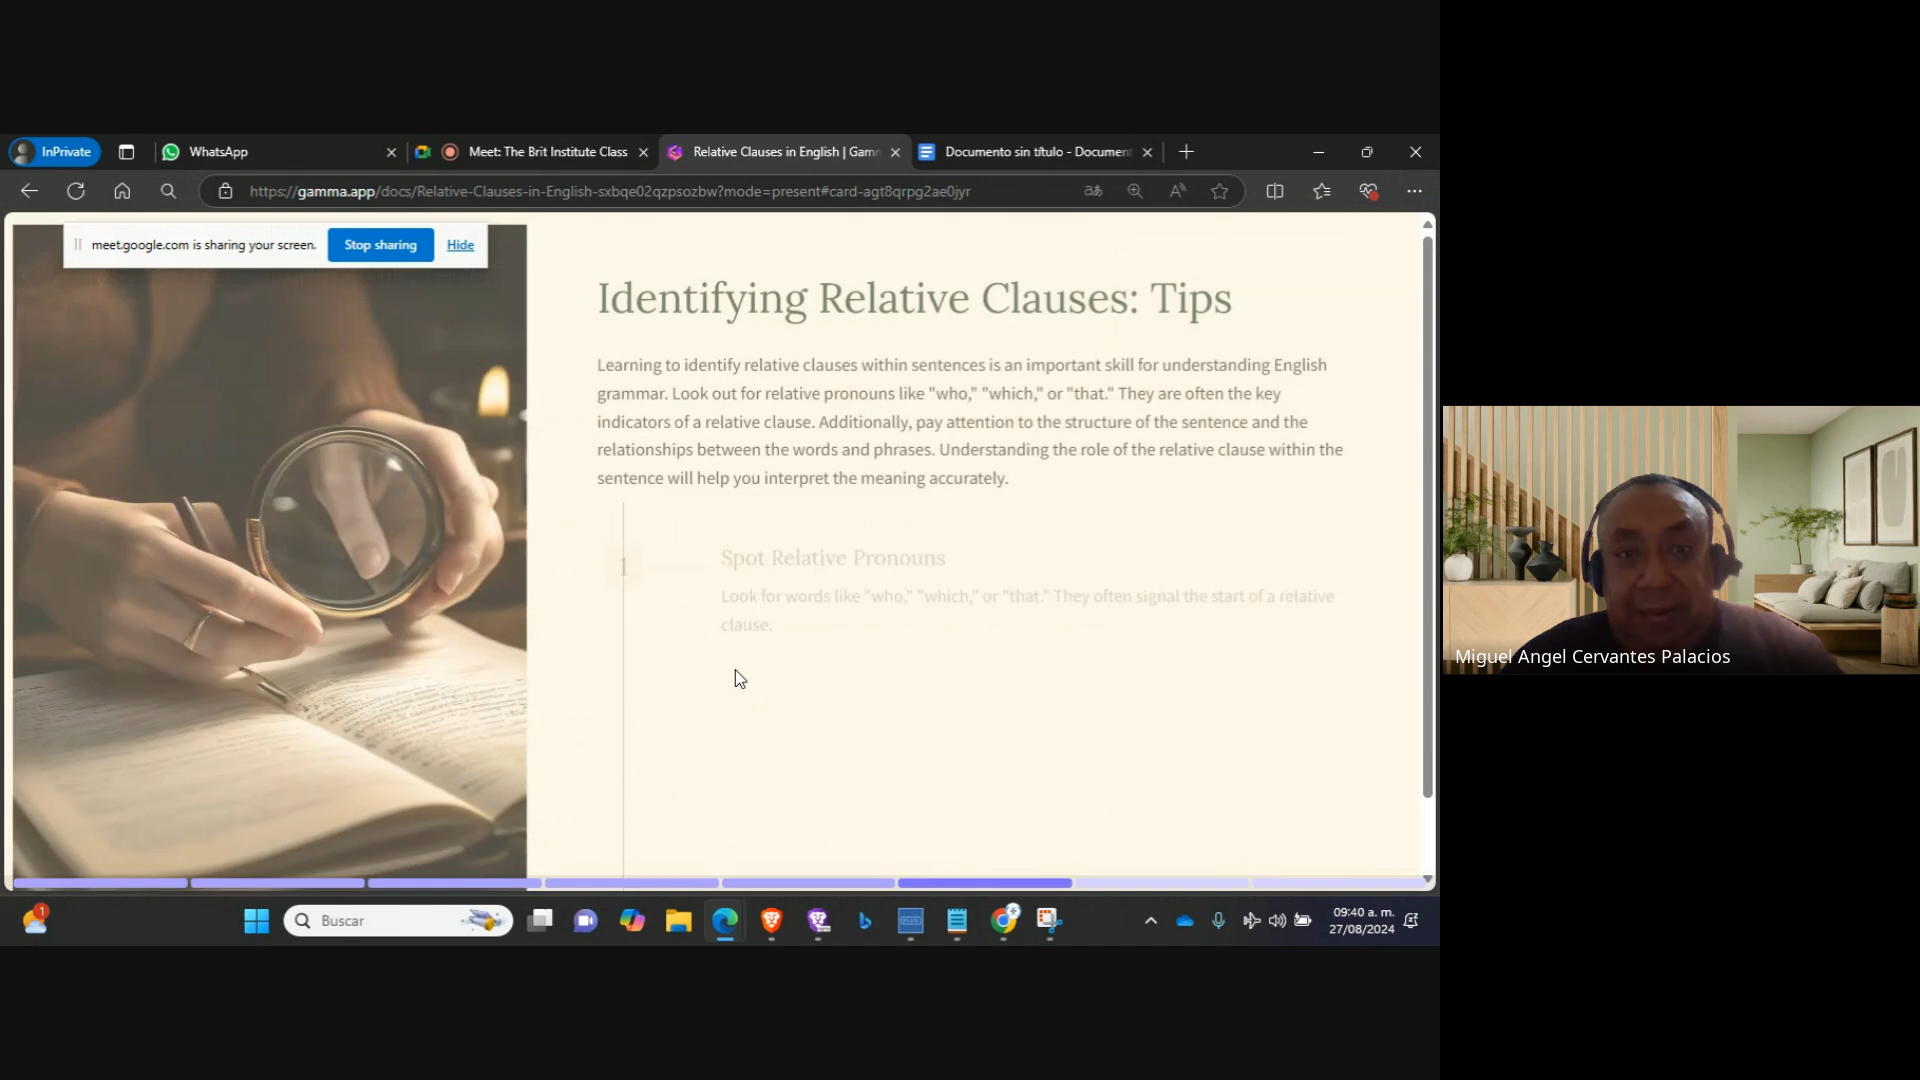 InPrivate
WhatsApp
Meet: The Brit Institute Class
Relative Clauses in English | Gam
Documento sin título - Document
https://gamma.app/docs/Relative-Clauses-in-English-sxbqe02qzpsozbw?mode=present#card-agt8qrpg2ae0jyr
meet.google.com is sharing your screen.
Stop sharing
Hide
Identifying Relative Clauses: Tips
Learning to identify relative clauses within sentences is an important skill for understanding English
grammar. Look out for relative pronouns like "who," "which," or "that." They are often the key
indicators of a relative clause. Additionally, pay attention to the structure of the sentence and the
relationships between the words and phrases. Understanding the role of the relative clause within the
sentence will help you interpret the meaning accurately.
1
Spot Relative Pronouns
Look for words like "who," "which," or "that." They often signal the start of a relative
clause.
Miguel Angel Cervantes Palacios
1
Buscar
09:40 a. m.
27/08/2024